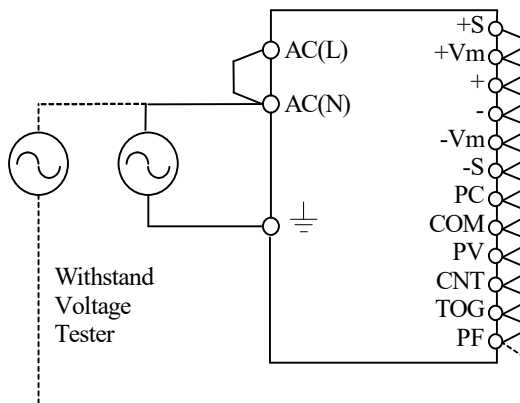 AC(L)
AC(N)
Withstand
Voltage
Tester
+S
+Vm
+
-
-Vm
-S
PC
COM
PV
CNT
TOG
PF